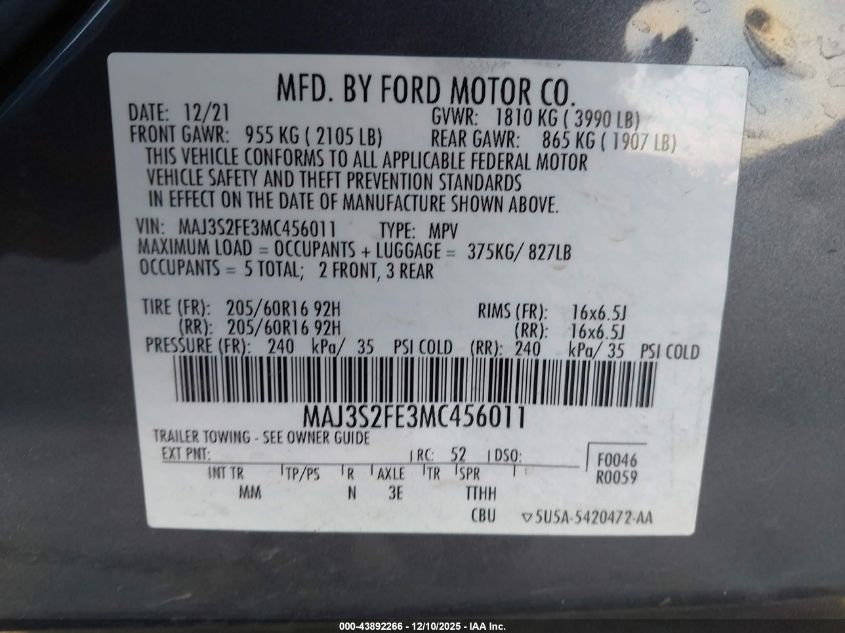 MFD. BY FORD MOTOR CO.
DATE: 12/21 GVWR: 1810 KG ( 3990 LB)
FRONT GAWR: 955 KG ( 2105 LB) REAR GAWR: 865 KG ( 1907 LB)
THIS VEHICLE CONFORMS TO ALL APPLICABLE FEDERAL MOTOR
VEHICLE SAFETY AND THEFT PREVENTION STANDARDS
IN EFFECT ON THE DATE OF MANUFACTURE SHOWN ABOVE.
VIN: MAJ3S2FE3MC456011 TYPE: MPV
MAXIMUM LOAD = OCCUPANTS + LUGGAGE = 375KG/ 827LB
OCCUPANTS = 5 TOTAL; 2 FRONT, 3 REAR
TIRE (FR): 205/60R16 92H RIMS (FR): 16x6.5J
(RR): 205/60R16 92H (RR): 16x6.5J
PRESSURE (FR): 240 kPa/ 35 PSI COLD (RR): 240 kPa/ 35 PSI COLD
MAJ3S2FE3MC456011
TRAILER TOWING - SEE OWNER GUIDE
EXT PNT: RC: 52 DSO: F0046
INT TR TP/PS R AXLE TR SPR R0059
MM N 3E TTHH
CBU ▽5U5A-5420472-AA
000-43892266 - 12/10/2025 - IAA Inc.